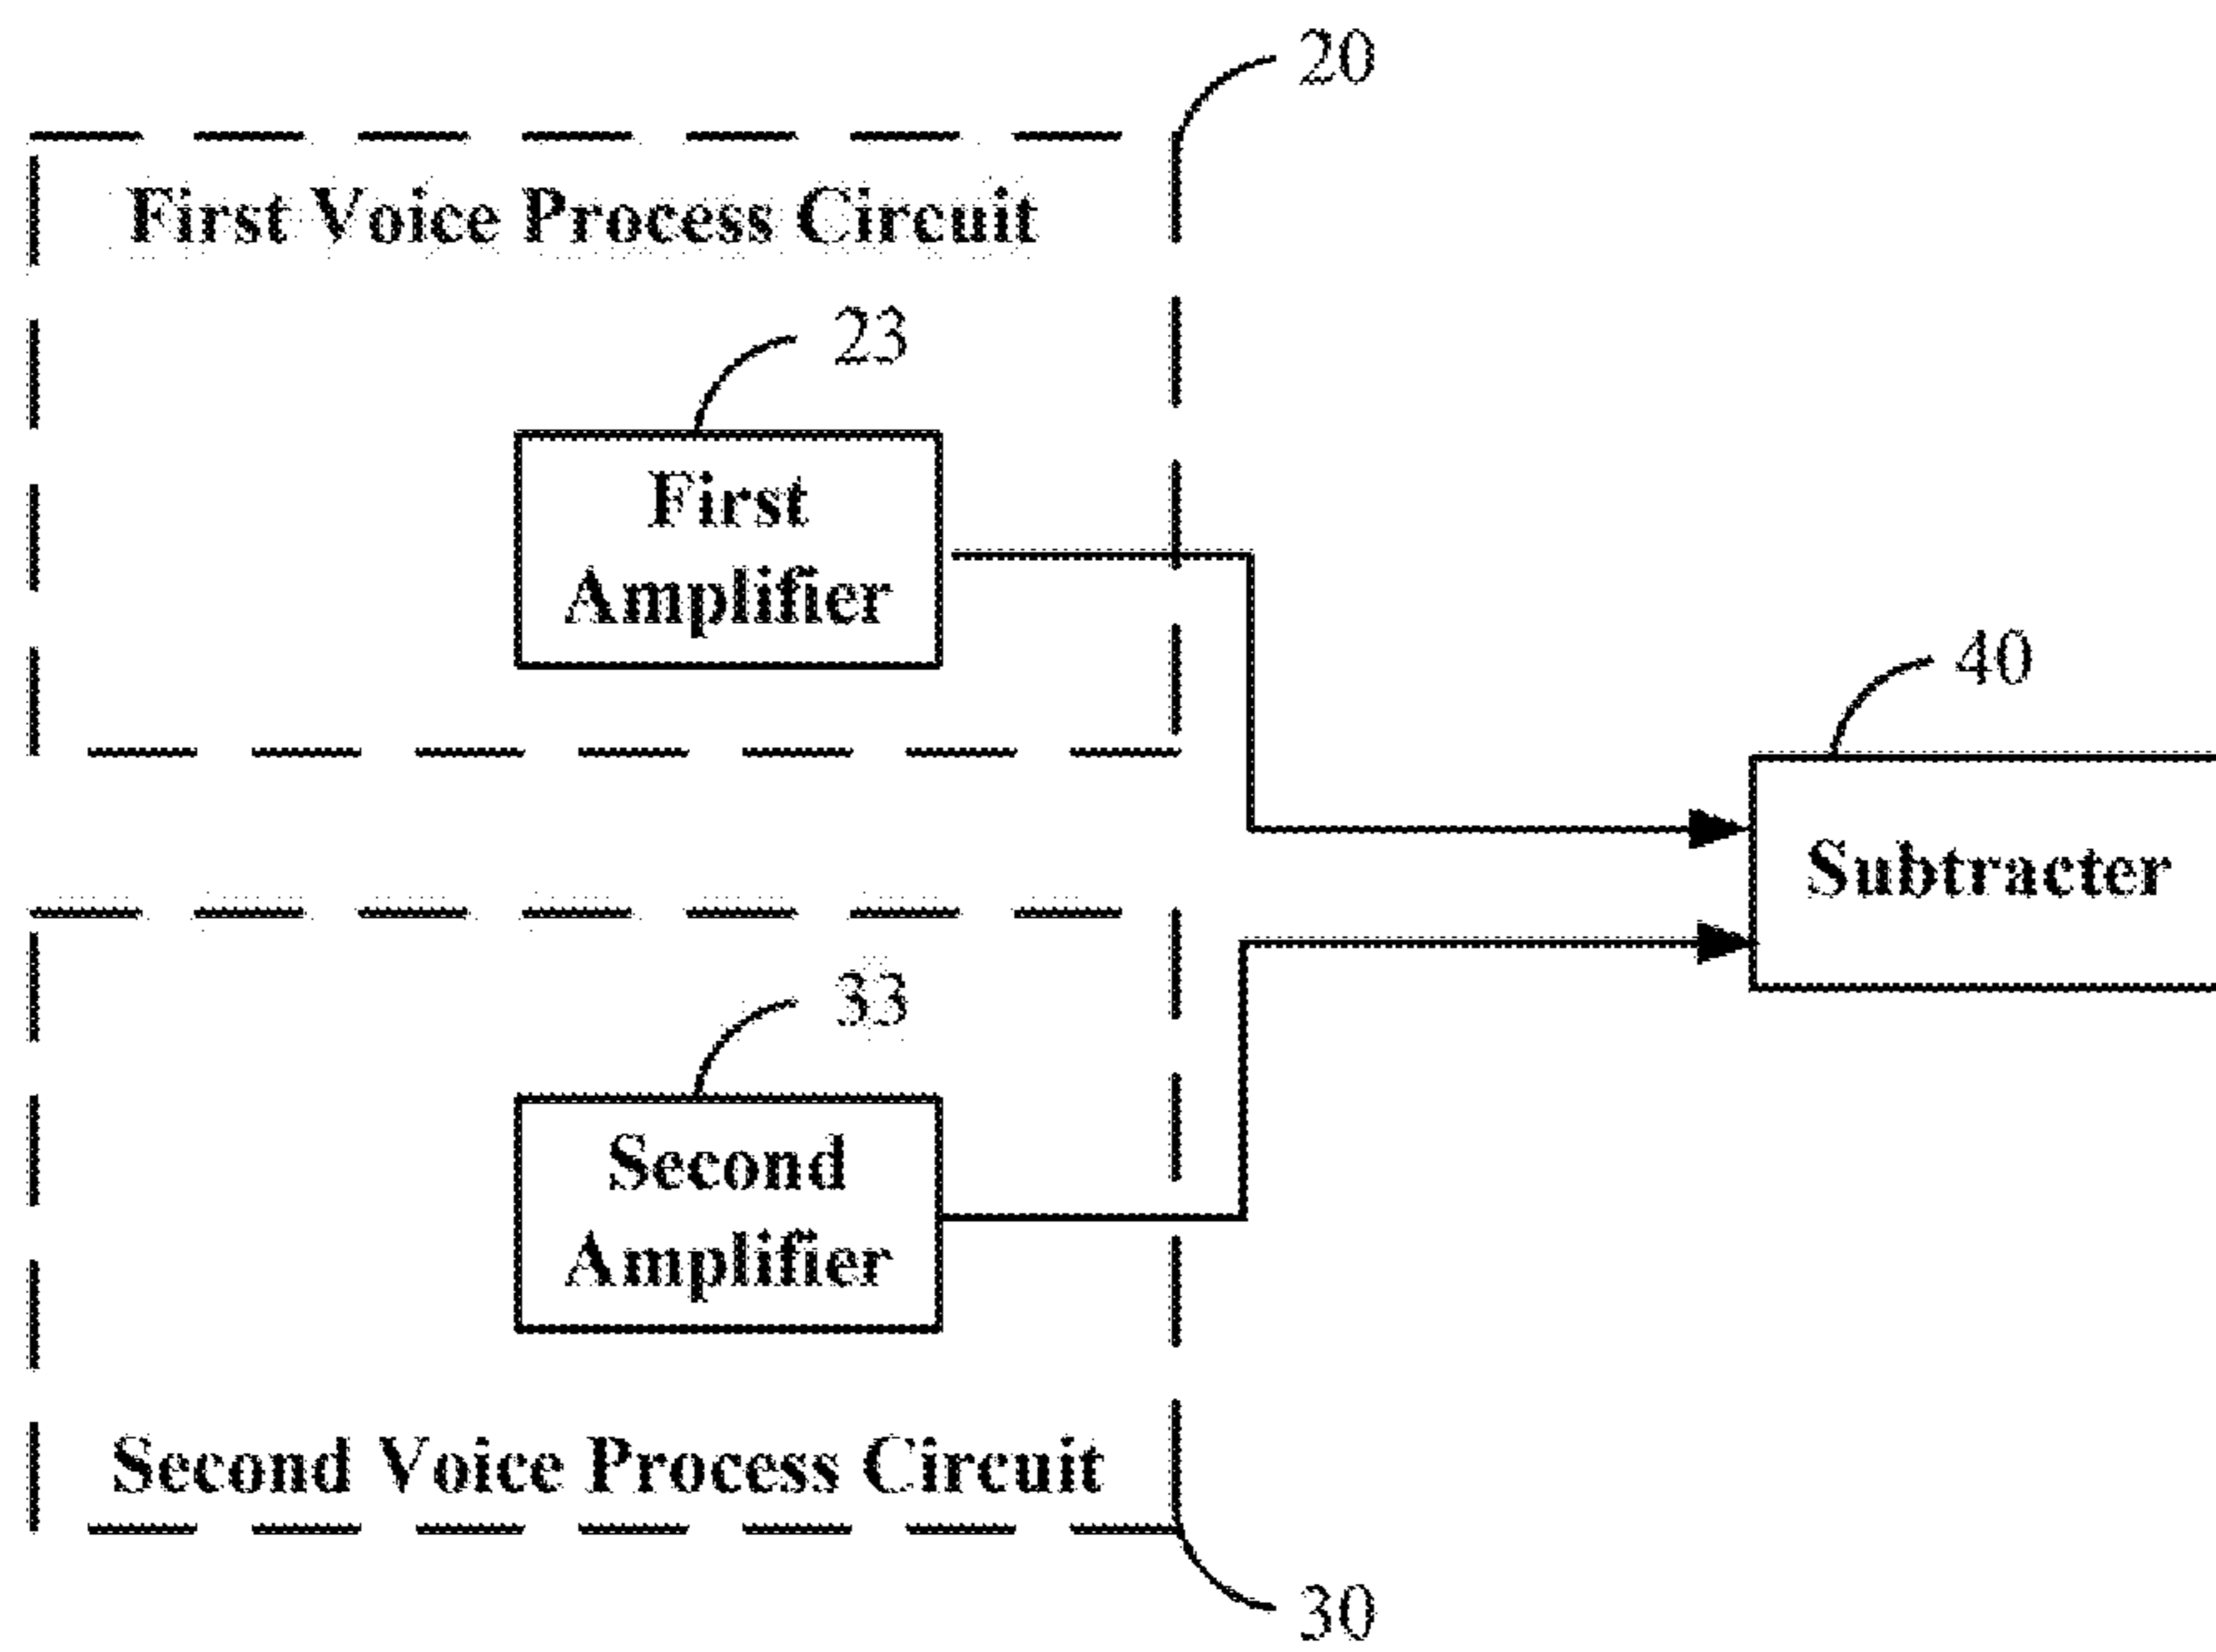 20
First Voice Process Circuit
23
First
Amplifier
40
Subtracter
33
Second
Amplifier
Second Voice Process Circuit
30